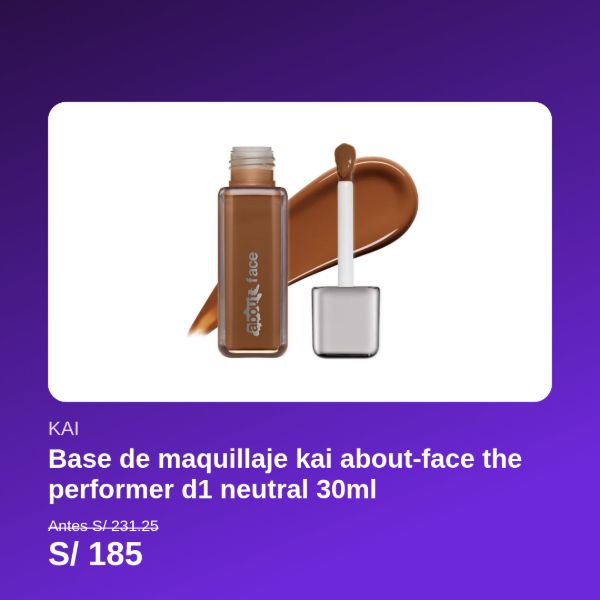 about face
KAI
Base de maquillaje kai about-face the
performer d1 neutral 30ml
Antes S/ 231.25
S/ 185